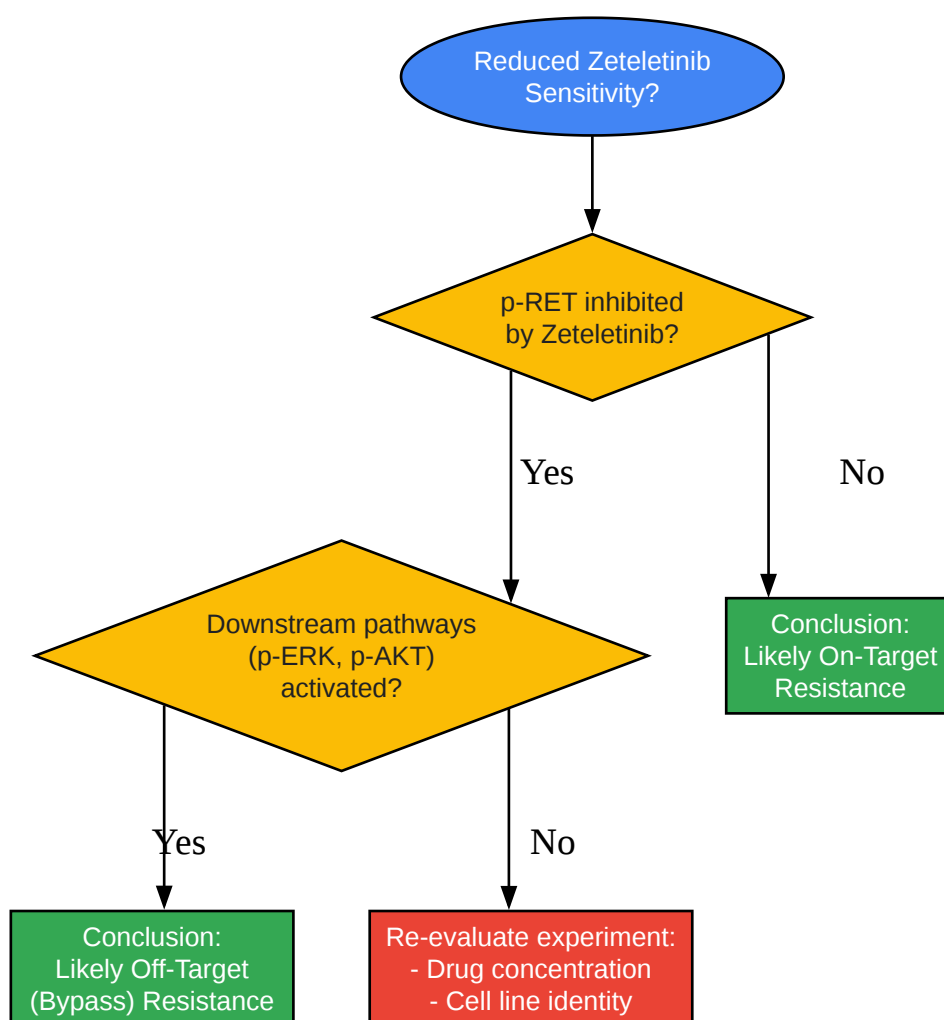 Reduced Zeteletinib
Sensitivity?
p-RET inhibited
by Zeteletinib?
Yes
No
Downstream pathways
(p-ERK, p-AKT)
activated?
Conclusion:
Likely On-Target
Resistance
Yes
No
Conclusion:
Likely Off-Target
(Bypass) Resistance
Re-evaluate experiment:
- Drug concentration
- Cell line identity